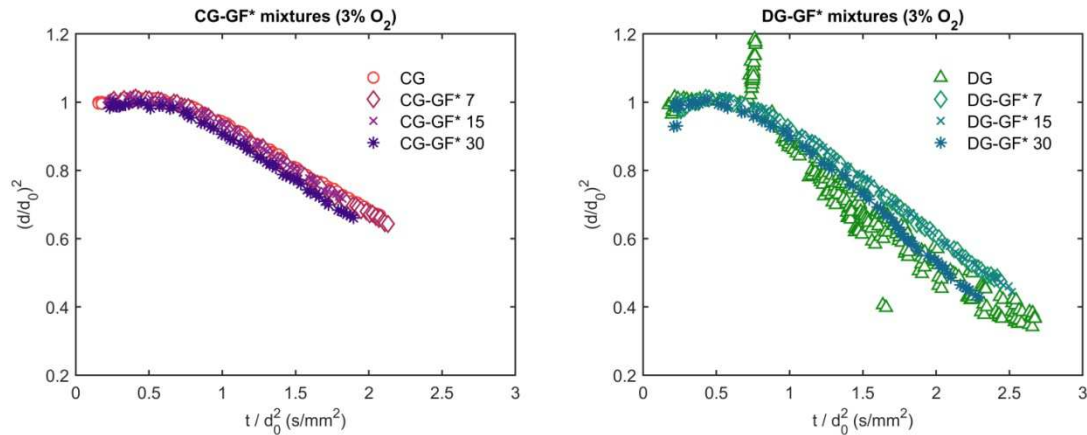 CG-GF* mixtures (3% O₂)
1.2
1
0.8
0.6
0.4
0.2
(d/d₀)²
0
0.5
1
1.5
2
2.5
3
t / d₀² (s/mm²)
CG
CG-GF* 7
CG-GF* 15
CG-GF* 30
DG-GF* mixtures (3% O₂)
1.2
1
0.8
0.6
0.4
0.2
(d/d₀)²
0
0.5
1
1.5
2
2.5
3
t / d₀² (s/mm²)
DG
DG-GF* 7
DG-GF* 15
DG-GF* 30